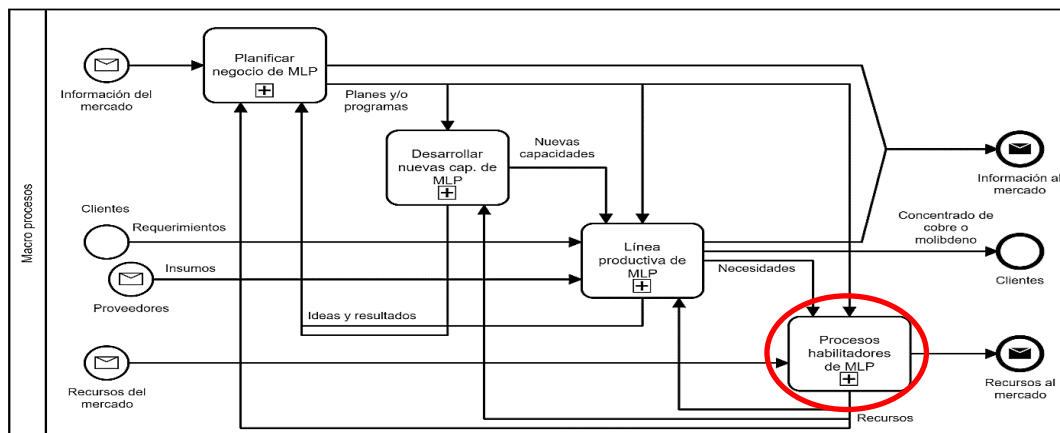 Macro procesos
Planificar
negocio de MLP
Información del
mercado
Planes y/o
programas
Desarrollar
nuevas cap. de
MLP
Nuevas
capacidades
Información al
mercado
Clientes
Requerimientos
Línea
productiva de
MLP
Concentrado de
cobre o
molibdeno
Clientes
Insumos
Proveedores
Necesidades
Ideas y resultados
Procesos
habilitadores
de MLP
Recursos del
mercado
Recursos al
mercado
Recursos